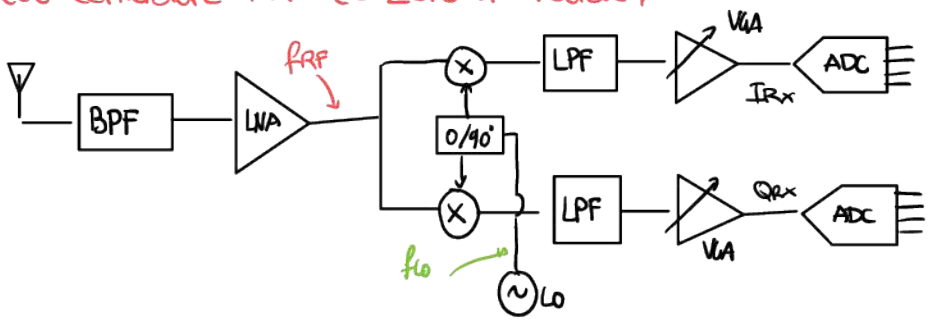 fRF
VGA
LPF
ADC
IRx
BPF
LNA
0/90°
QRx
LPF
ADC
VGA
fLO
LO